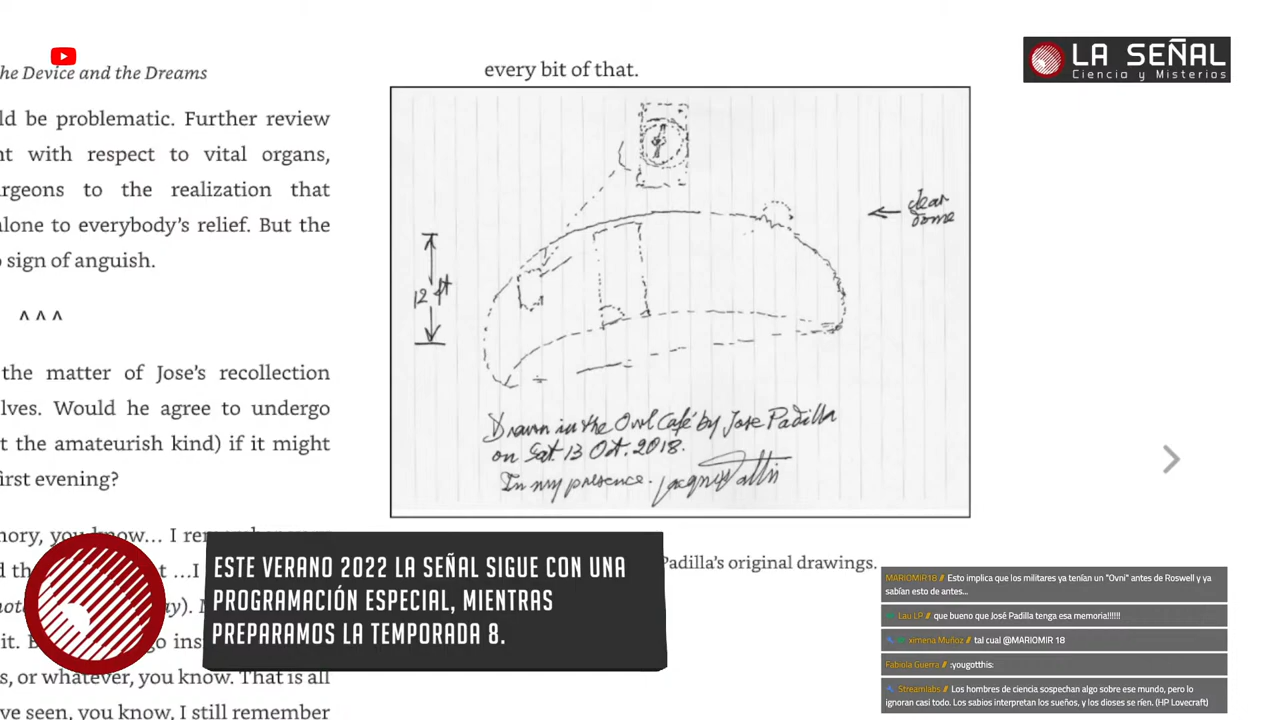 he Device and the Dreams
ld be problematic. Further review
nt with respect to vital organs,
rgeons to the realization that
alone to everybody's relief. But the
o sign of anguish.
^ ^ ^
the matter of Jose's recollection
lves. Would he agree to undergo
t the amateurish kind) if it might
first evening?
every bit of that.
clear
dome
12 ft
Drawn in the Owl Café by Jose Padilla
on Sat. 13 Oct. 2018.
In my presence.
Padilla's original drawings.
LA SEÑAL
Ciencia y Misterios
ESTE VERANO 2022 LA SEÑAL SIGUE CON UNA
PROGRAMACIÓN ESPECIAL, MIENTRAS
PREPARAMOS LA TEMPORADA 8.
s, or whatever, you know. That is all
ve seen, you know, I still remember
MARIOMIR18 Esto implica que los militares ya tenían un "Ovni" antes de Roswell y ya
sabían esto de antes...
Lau LP que bueno que José Padilla tenga esa memoria!!!!!!
ximena Muñoz tal cual @MARIOMIR 18
Fabiola Guerra :yougotthis:
Streamlabs Los hombres de ciencia sospechan algo sobre ese mundo, pero lo
ignoran casi todo. Los sabios interpretan los sueños, y los dioses se ríen. (HP Lovecraft)